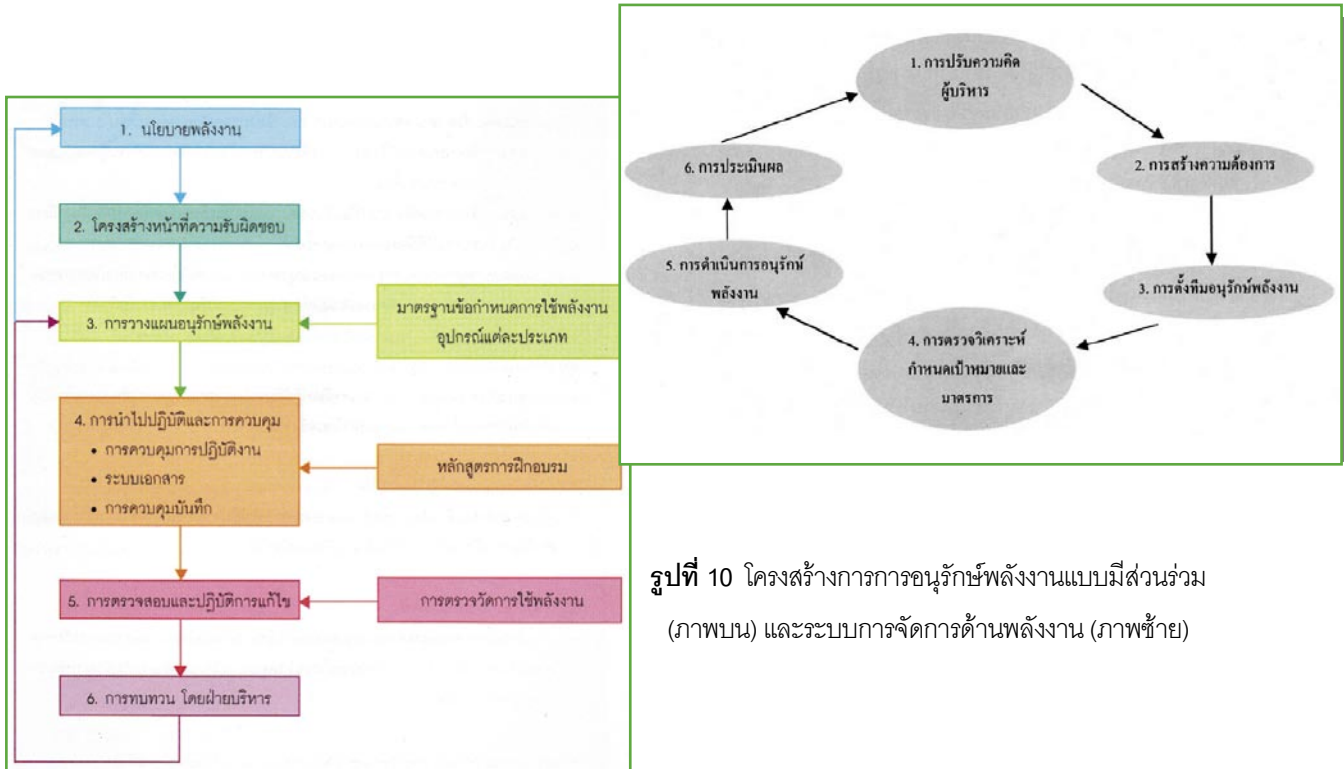 1. นโยบายพลังงาน
2. โครงสร้างหน้าที่ความรับผิดชอบ
3. การวางแผนอนุรักษ์พลังงาน
มาตรฐานข้อกำหนดการใช้พลังงาน
อุปกรณ์แต่ละประเภท
4. การนำไปปฏิบัติและการควบคุม
• การควบคุมการปฏิบัติงาน
• ระบบเอกสาร
• การควบคุมบันทึก
หลักสูตรการฝึกอบรม
5. การตรวจสอบและปฏิบัติการแก้ไข
การตรวจวัดการใช้พลังงาน
6. การทบทวน โดยฝ่ายบริหาร
1. การปรับความคิด
ผู้บริหาร
2. การสร้างความต้องการ
3. การตั้งทีมอนุรักษ์พลังงาน
4. การตรวจวิเคราะห์
กำหนดเป้าหมายและ
มาตรการ
5. การดำเนินการอนุรักษ์
พลังงาน
6. การประเมินผล
รูปที่ 10 โครงสร้างการการอนุรักษ์พลังงานแบบมีส่วนร่วม
(ภาพบน) และระบบการจัดการด้านพลังงาน (ภาพซ้าย)